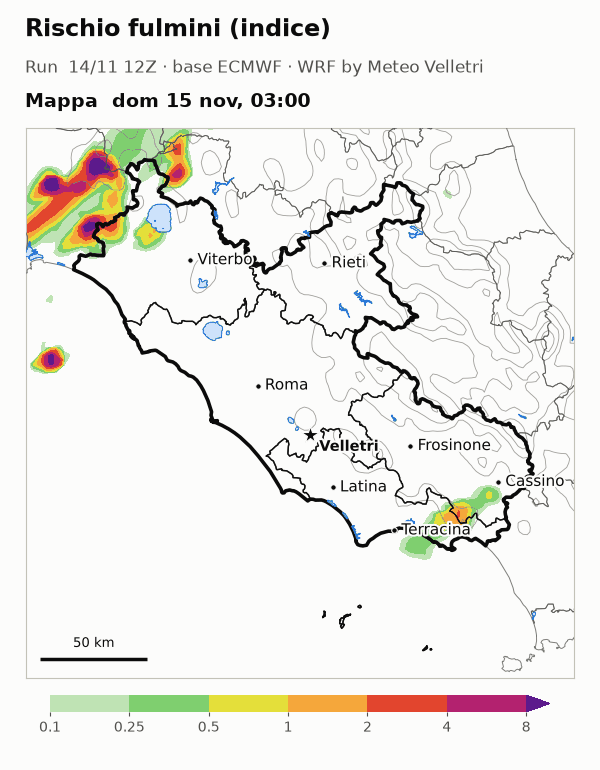 Rischio fulmini (indice)
Run  14/11 12Z · base ECMWF · WRF by Meteo Velletri
Mappa  dom 15 nov, 03:00
Viterbo
Rieti
Roma
Velletri
Frosinone
Cassino
Latina
Terracina
50 km
0.1 0.25 0.5 1 2 4 8